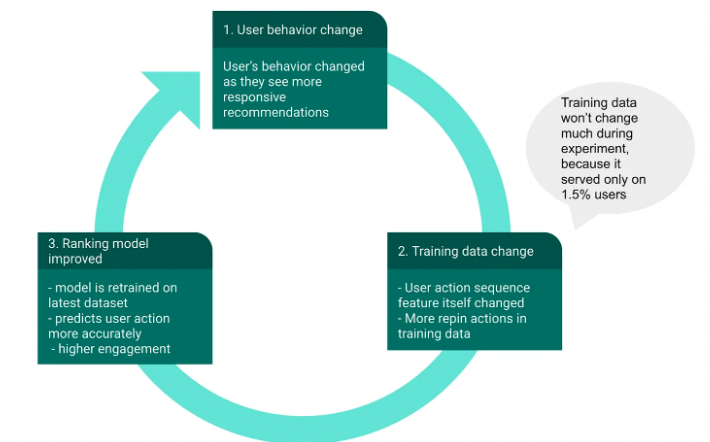 1. User behavior change
User's behavior changed
as they see more
responsive
recommendations
Training data
won't change
much during
experiment,
because it
served only on
1.5% users
2. Training data change
- User action sequence
feature itself changed
- More repin actions in
training data
3. Ranking model
improved
- model is retrained on
latest dataset
- predicts user action
more accurately
- higher engagement